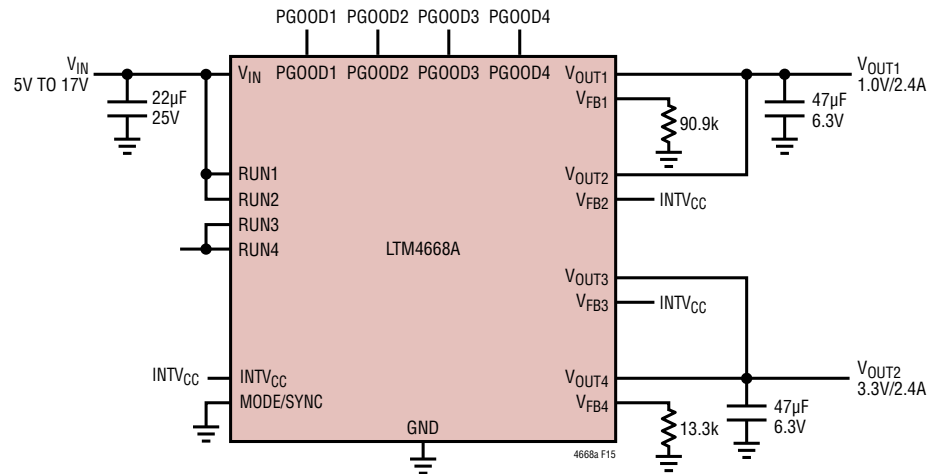 PGOOD1 PGOOD2 PGOOD3 PGOOD4
VIN
5V TO 17V
22µF
25V
VIN
PGOOD1 PGOOD2 PGOOD3 PGOOD4
RUN1
RUN2
RUN3
RUN4
LTM4668A
INTVCC
INTVCC
MODE/SYNC
GND
VOUT1
VFB1
90.9k
VOUT2
VFB2
INTVCC
VOUT3
VFB3
INTVCC
VOUT4
VFB4
13.3k
47µF
6.3V
VOUT1
1.0V/2.4A
47µF
6.3V
VOUT2
3.3V/2.4A
4668a F15